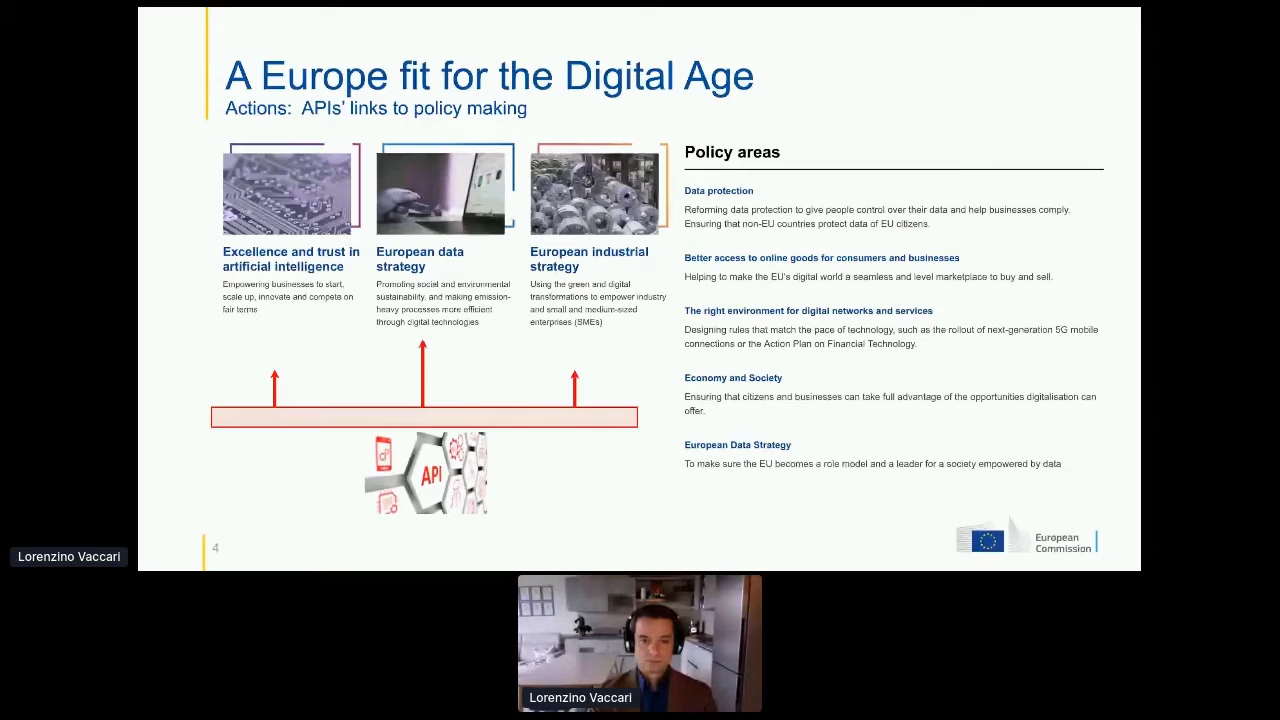 A Europe fit for the Digital Age
Actions: APIs' links to policy making
Excellence and trust in
artificial intelligence
Empowering businesses to start,
scale up, innovate and compete on
fair terms
European data
strategy
Promoting social and environmental
sustainability, and making emission-
heavy processes more efficient
through digital technologies
European industrial
strategy
Using the green and digital
transformations to empower industry
and small and medium-sized
enterprises (SMEs)
API
Policy areas
Data protection
Reforming data protection to give people control over their data and help businesses comply.
Ensuring that non-EU countries protect data of EU citizens.
Better access to online goods for consumers and businesses
Helping to make the EU's digital world a seamless and level marketplace to buy and sell.
The right environment for digital networks and services
Designing rules that match the pace of technology, such as the rollout of next-generation 5G mobile
connections or the Action Plan on Financial Technology.
Economy and Society
Ensuring that citizens and businesses can take full advantage of the opportunities digitalisation can
offer.
European Data Strategy
To make sure the EU becomes a role model and a leader for a society empowered by data
4
European
Commission
Lorenzino Vaccari
Lorenzino Vaccari